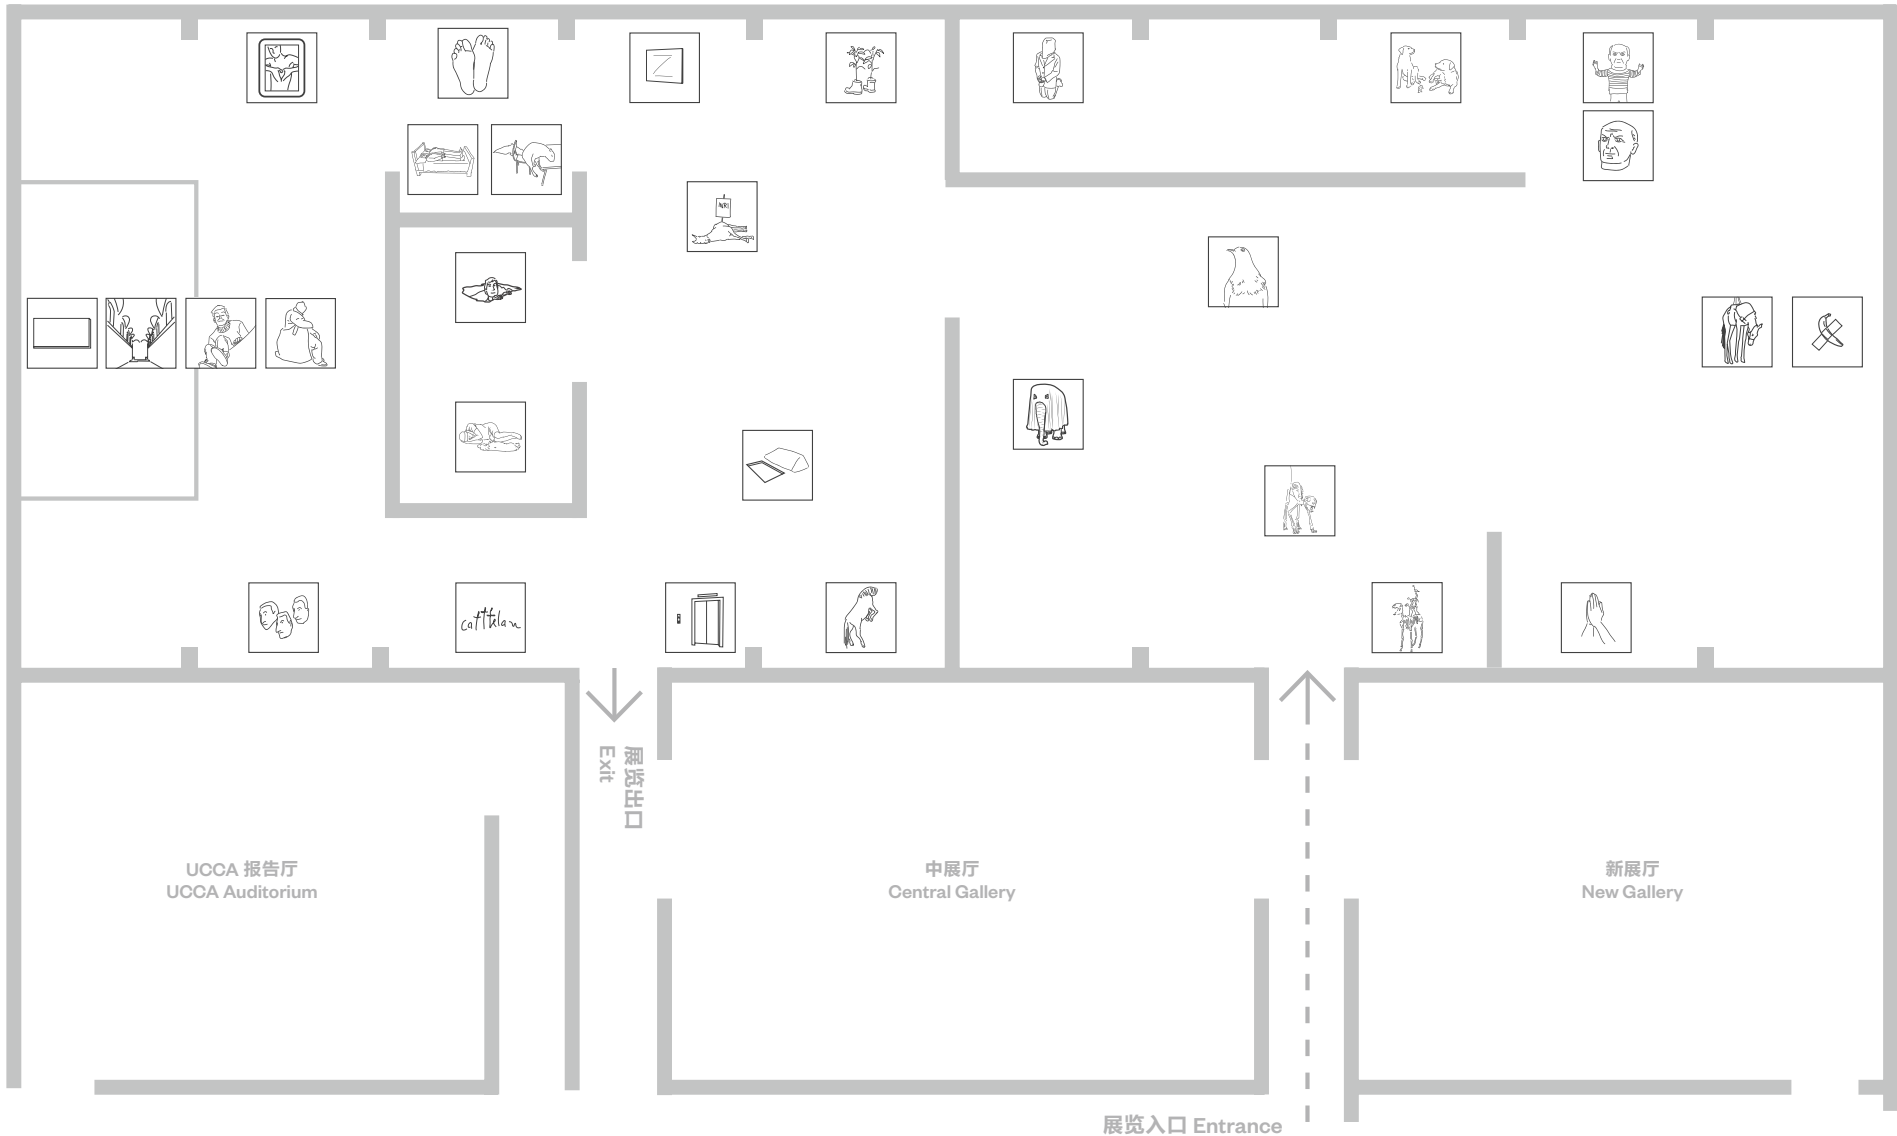 INRI
Z
cattelan
展览出口
Exit
UCCA 报告厅
UCCA Auditorium
中展厅
Central Gallery
新展厅
New Gallery
展览入口 Entrance